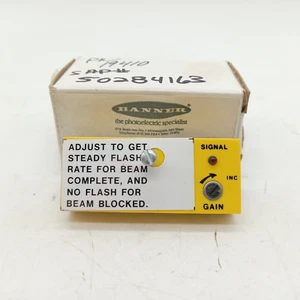 19410
50284163
BANNER
the photoelectric specialist
ADJUST TO GET
STEADY FLASH
RATE FOR BEAM
COMPLETE, AND
NO FLASH FOR
BEAM BLOCKED.
SIGNAL
INC
GAIN